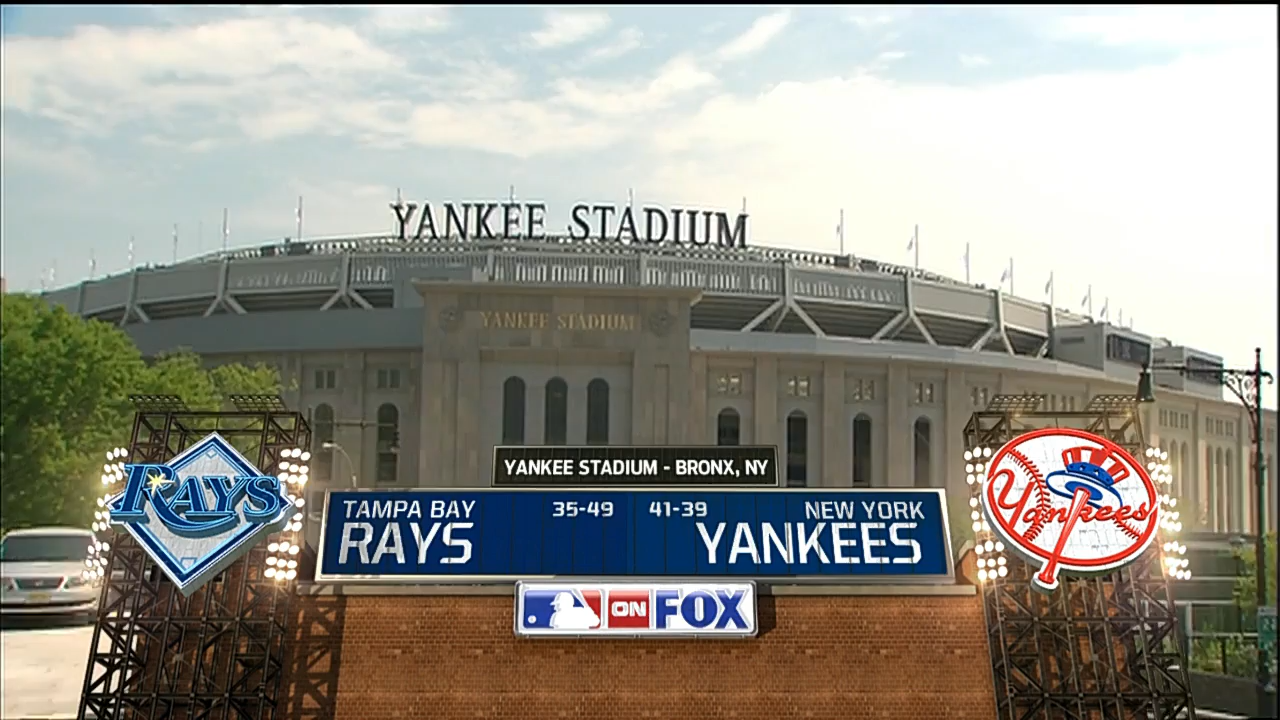 YANKEE STADIUM
YANKEE STADIUM
YANKEE STADIUM - BRONX, NY
RAYS
TAMPA BAY 35-49 41-39 NEW YORK
RAYS YANKEES
Yankees
ON FOX